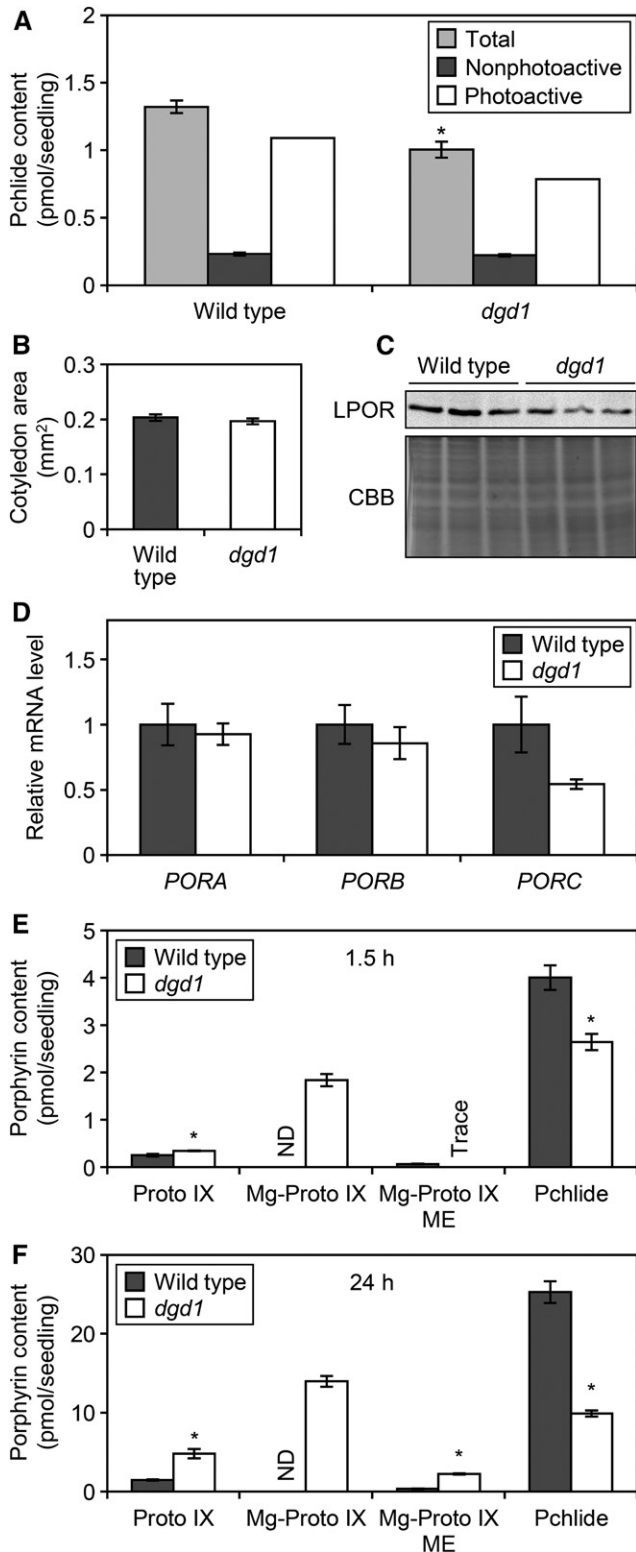 A
Pchlide content
(pmol/seedling)
2
1.5
1
0.5
0
Total
Nonphotoactive
Photoactive
*
Wild type
dgd1
B
Cotyledon area
(mm²)
0.4
0.3
0.2
0.1
0
Wild
type
dgd1
C
Wild type
dgd1
LPOR
CBB
D
Relative mRNA level
1.5
1
0.5
0
Wild type
dgd1
PORA
PORB
PORC
E
Porphyrin content
(pmol/seedling)
5
4
3
2
1
0
Wild type
dgd1
1.5 h
*
ND
Trace
*
Proto IX
Mg-Proto IX
Mg-Proto IX
ME
Pchlide
F
Porphyrin content
(pmol/seedling)
30
20
10
0
Wild type
dgd1
24 h
*
ND
*
*
Proto IX
Mg-Proto IX
Mg-Proto IX
ME
Pchlide